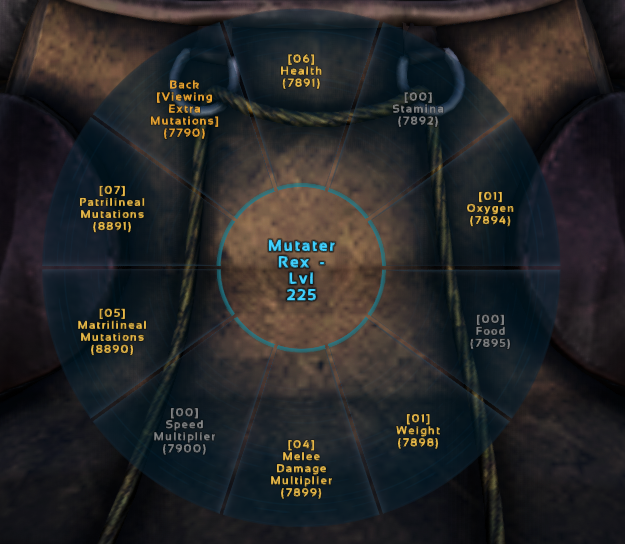 [06]
Health
(7891)
[00]
Stamina
(7892)
[01]
Oxygen
(7894)
[00]
Food
(7895)
[01]
Weight
(7898)
[04]
Melee
Damage
Multiplier
(7899)
[00]
Speed
Multiplier
(7900)
[05]
Matrilineal
Mutations
(8890)
[07]
Patrilineal
Mutations
(8891)
Back
[Viewing
Extra
Mutations]
(7790)
Mutater
Rex -
Lvl
225